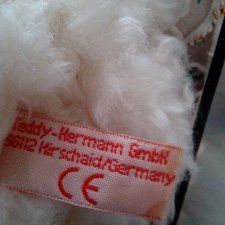 Teddy-Hermann GmbH
96112 Hirschaid/Germany
CE